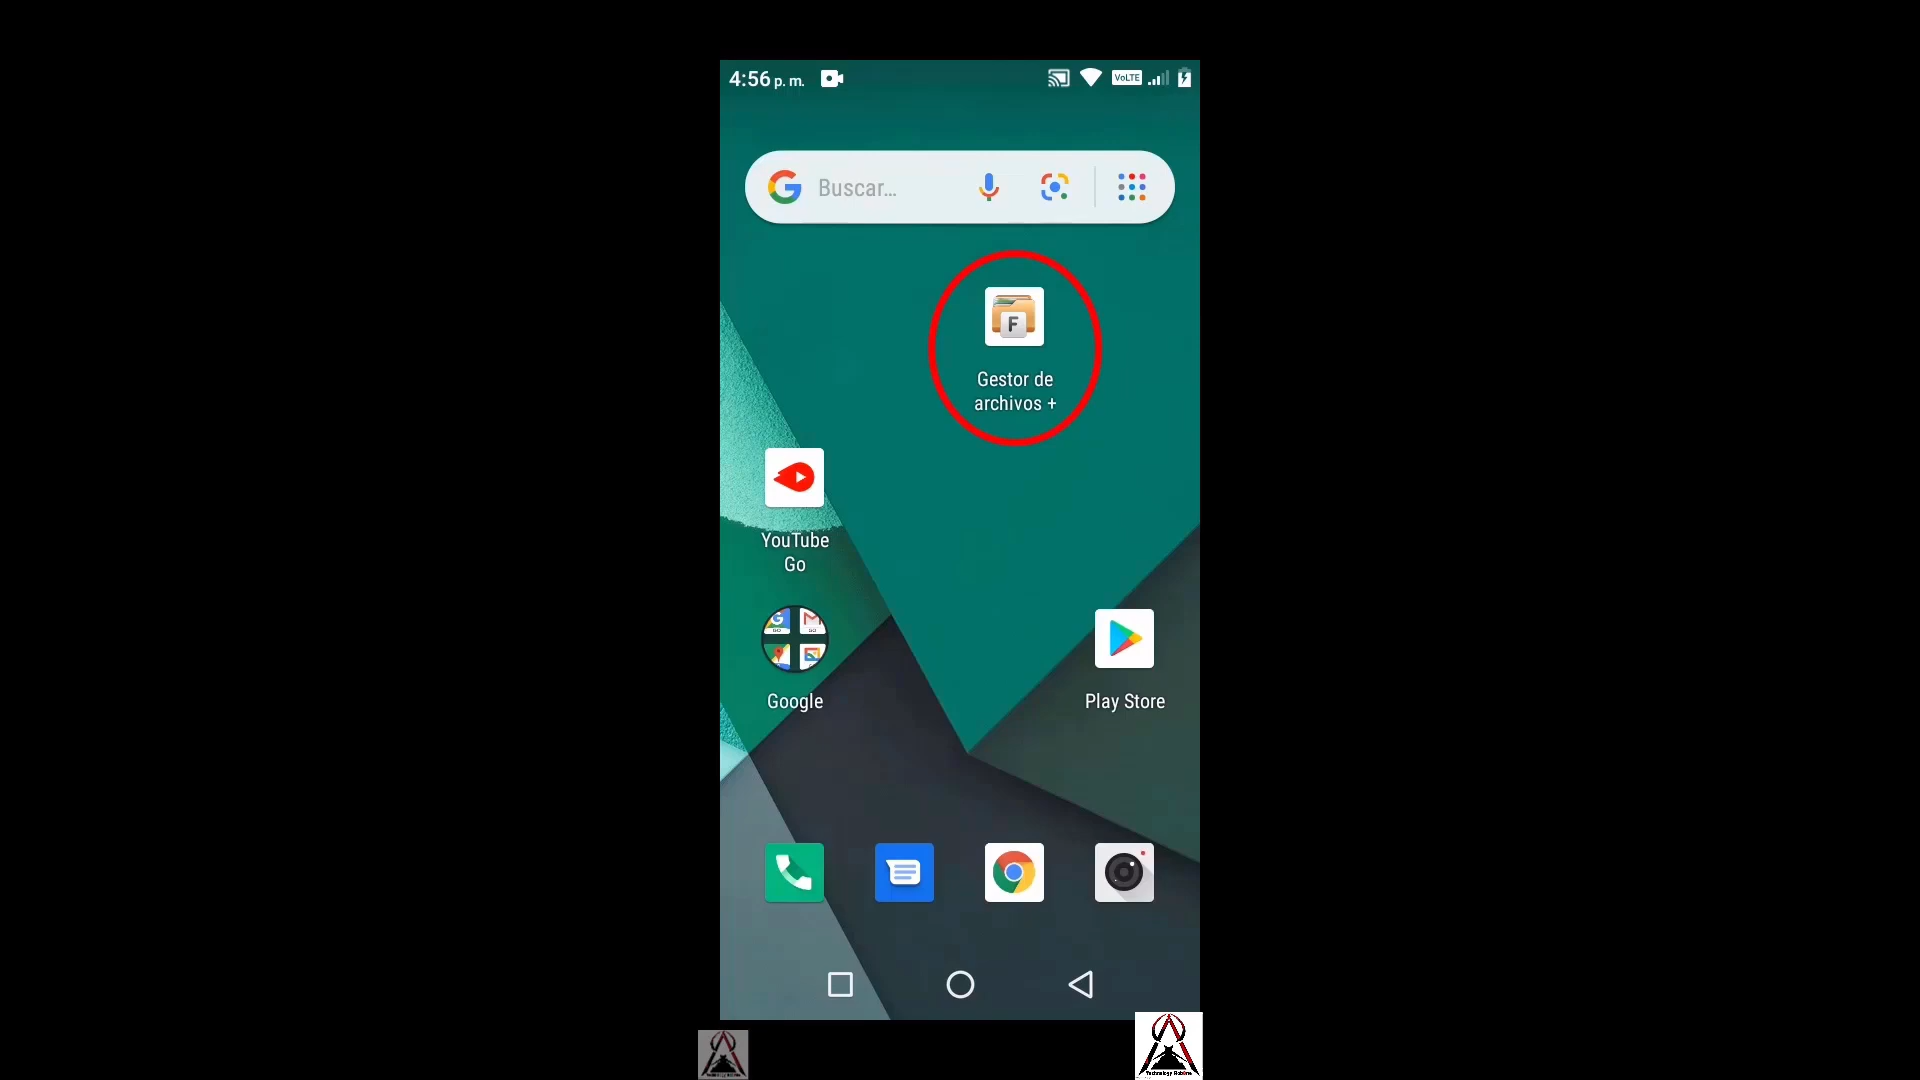 4:56 p. m.
VoLTE
Buscar...
F
Gestor de
archivos +
YouTube
Go
Google
Play Store